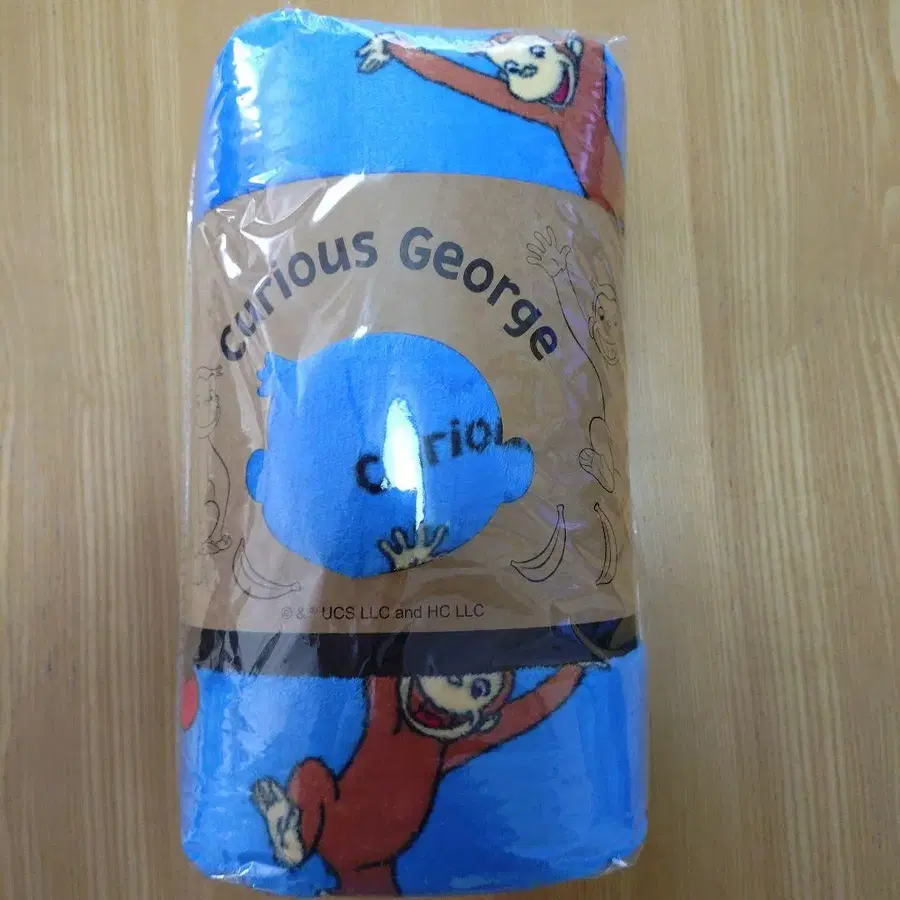 curious George
curiou
© & ® UCS LLC and HC LLC